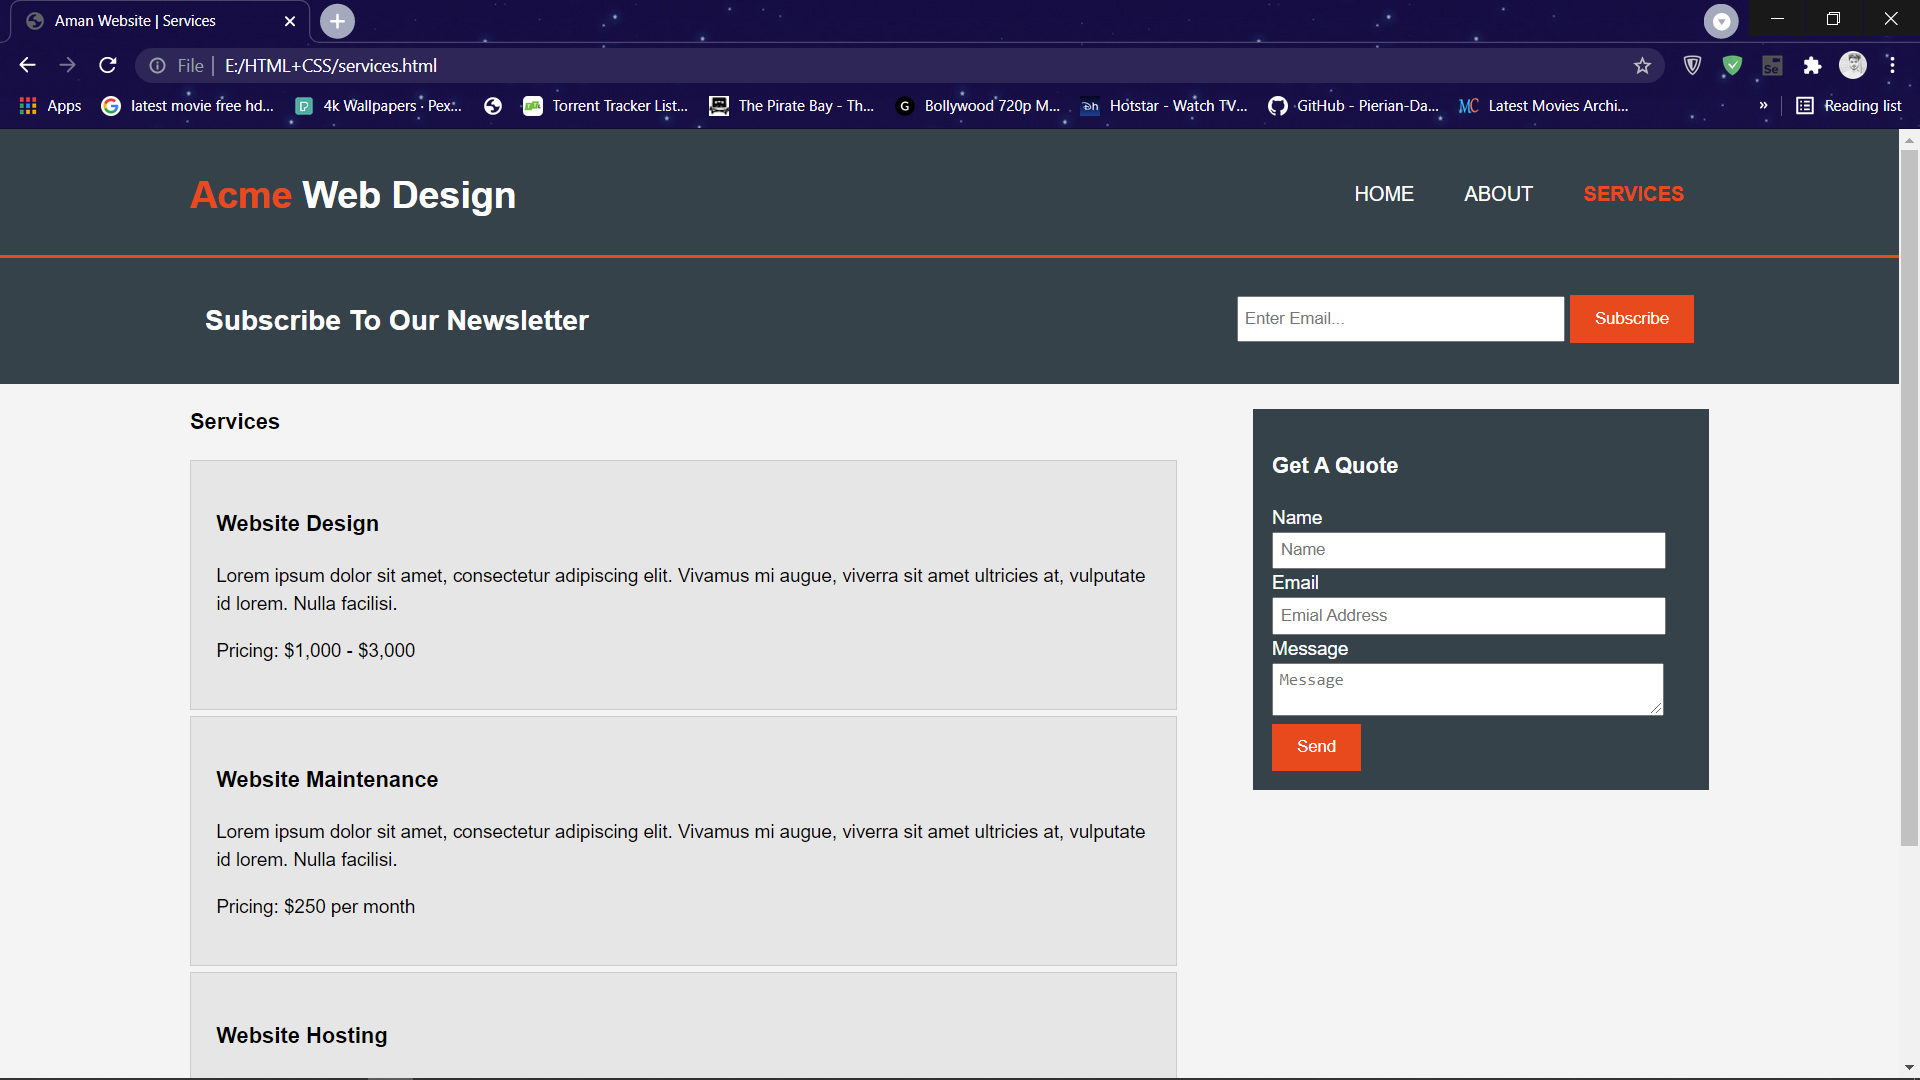 Aman Website | Services
File | E:/HTML+CSS/services.html
Apps latest movie free hd... 4k Wallpapers · Pex... Torrent Tracker List... The Pirate Bay - Th... G Bollywood 720p M... Hotstar - Watch TV... GitHub - Pierian-Da... MC Latest Movies Archi... » Reading list
Acme Web Design HOME ABOUT SERVICES
Subscribe To Our Newsletter Enter Email... Subscribe
Services
Website Design
Lorem ipsum dolor sit amet, consectetur adipiscing elit. Vivamus mi augue, viverra sit amet ultricies at, vulputate
id lorem. Nulla facilisi.
Pricing: $1,000 - $3,000
Website Maintenance
Lorem ipsum dolor sit amet, consectetur adipiscing elit. Vivamus mi augue, viverra sit amet ultricies at, vulputate
id lorem. Nulla facilisi.
Pricing: $250 per month
Website Hosting
Get A Quote
Name
Name
Email
Emial Address
Message
Message
Send